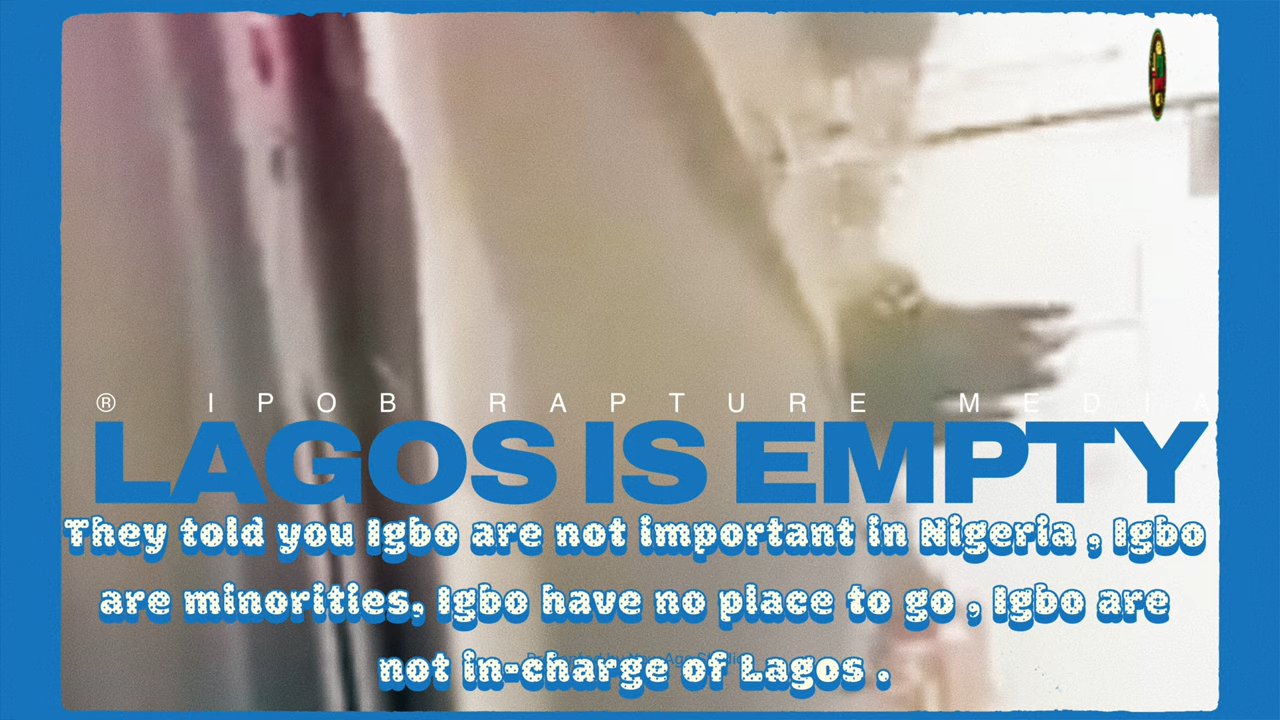 ® IPOB RAPTURE MEDIA
LAGOS IS EMPTY
They told you Igbo are not important in Nigeria , Igbo
are minorities, Igbo have no place to go , Igbo are
not in-charge of Lagos .